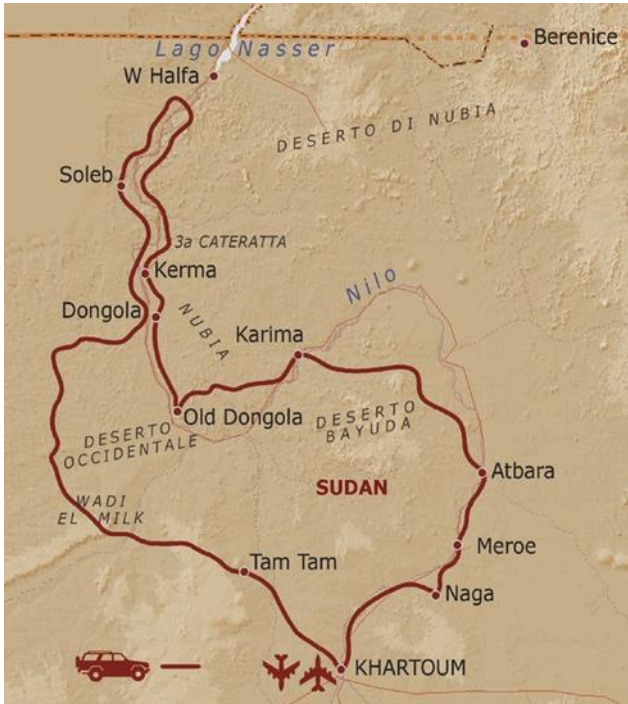 Berenice
Lago Nasser
W Halfa
DESERTO DI NUBIA
Soleb
3a CATERATTA
Kerma
Nilo
Dongola
NUBIA
Karima
Old Dongola
DESERTO
OCCIDENTALE
DESERTO
BAYUDA
Atbara
SUDAN
WADI
EL MILK
Meroe
Tam Tam
Naga
KHARTOUM